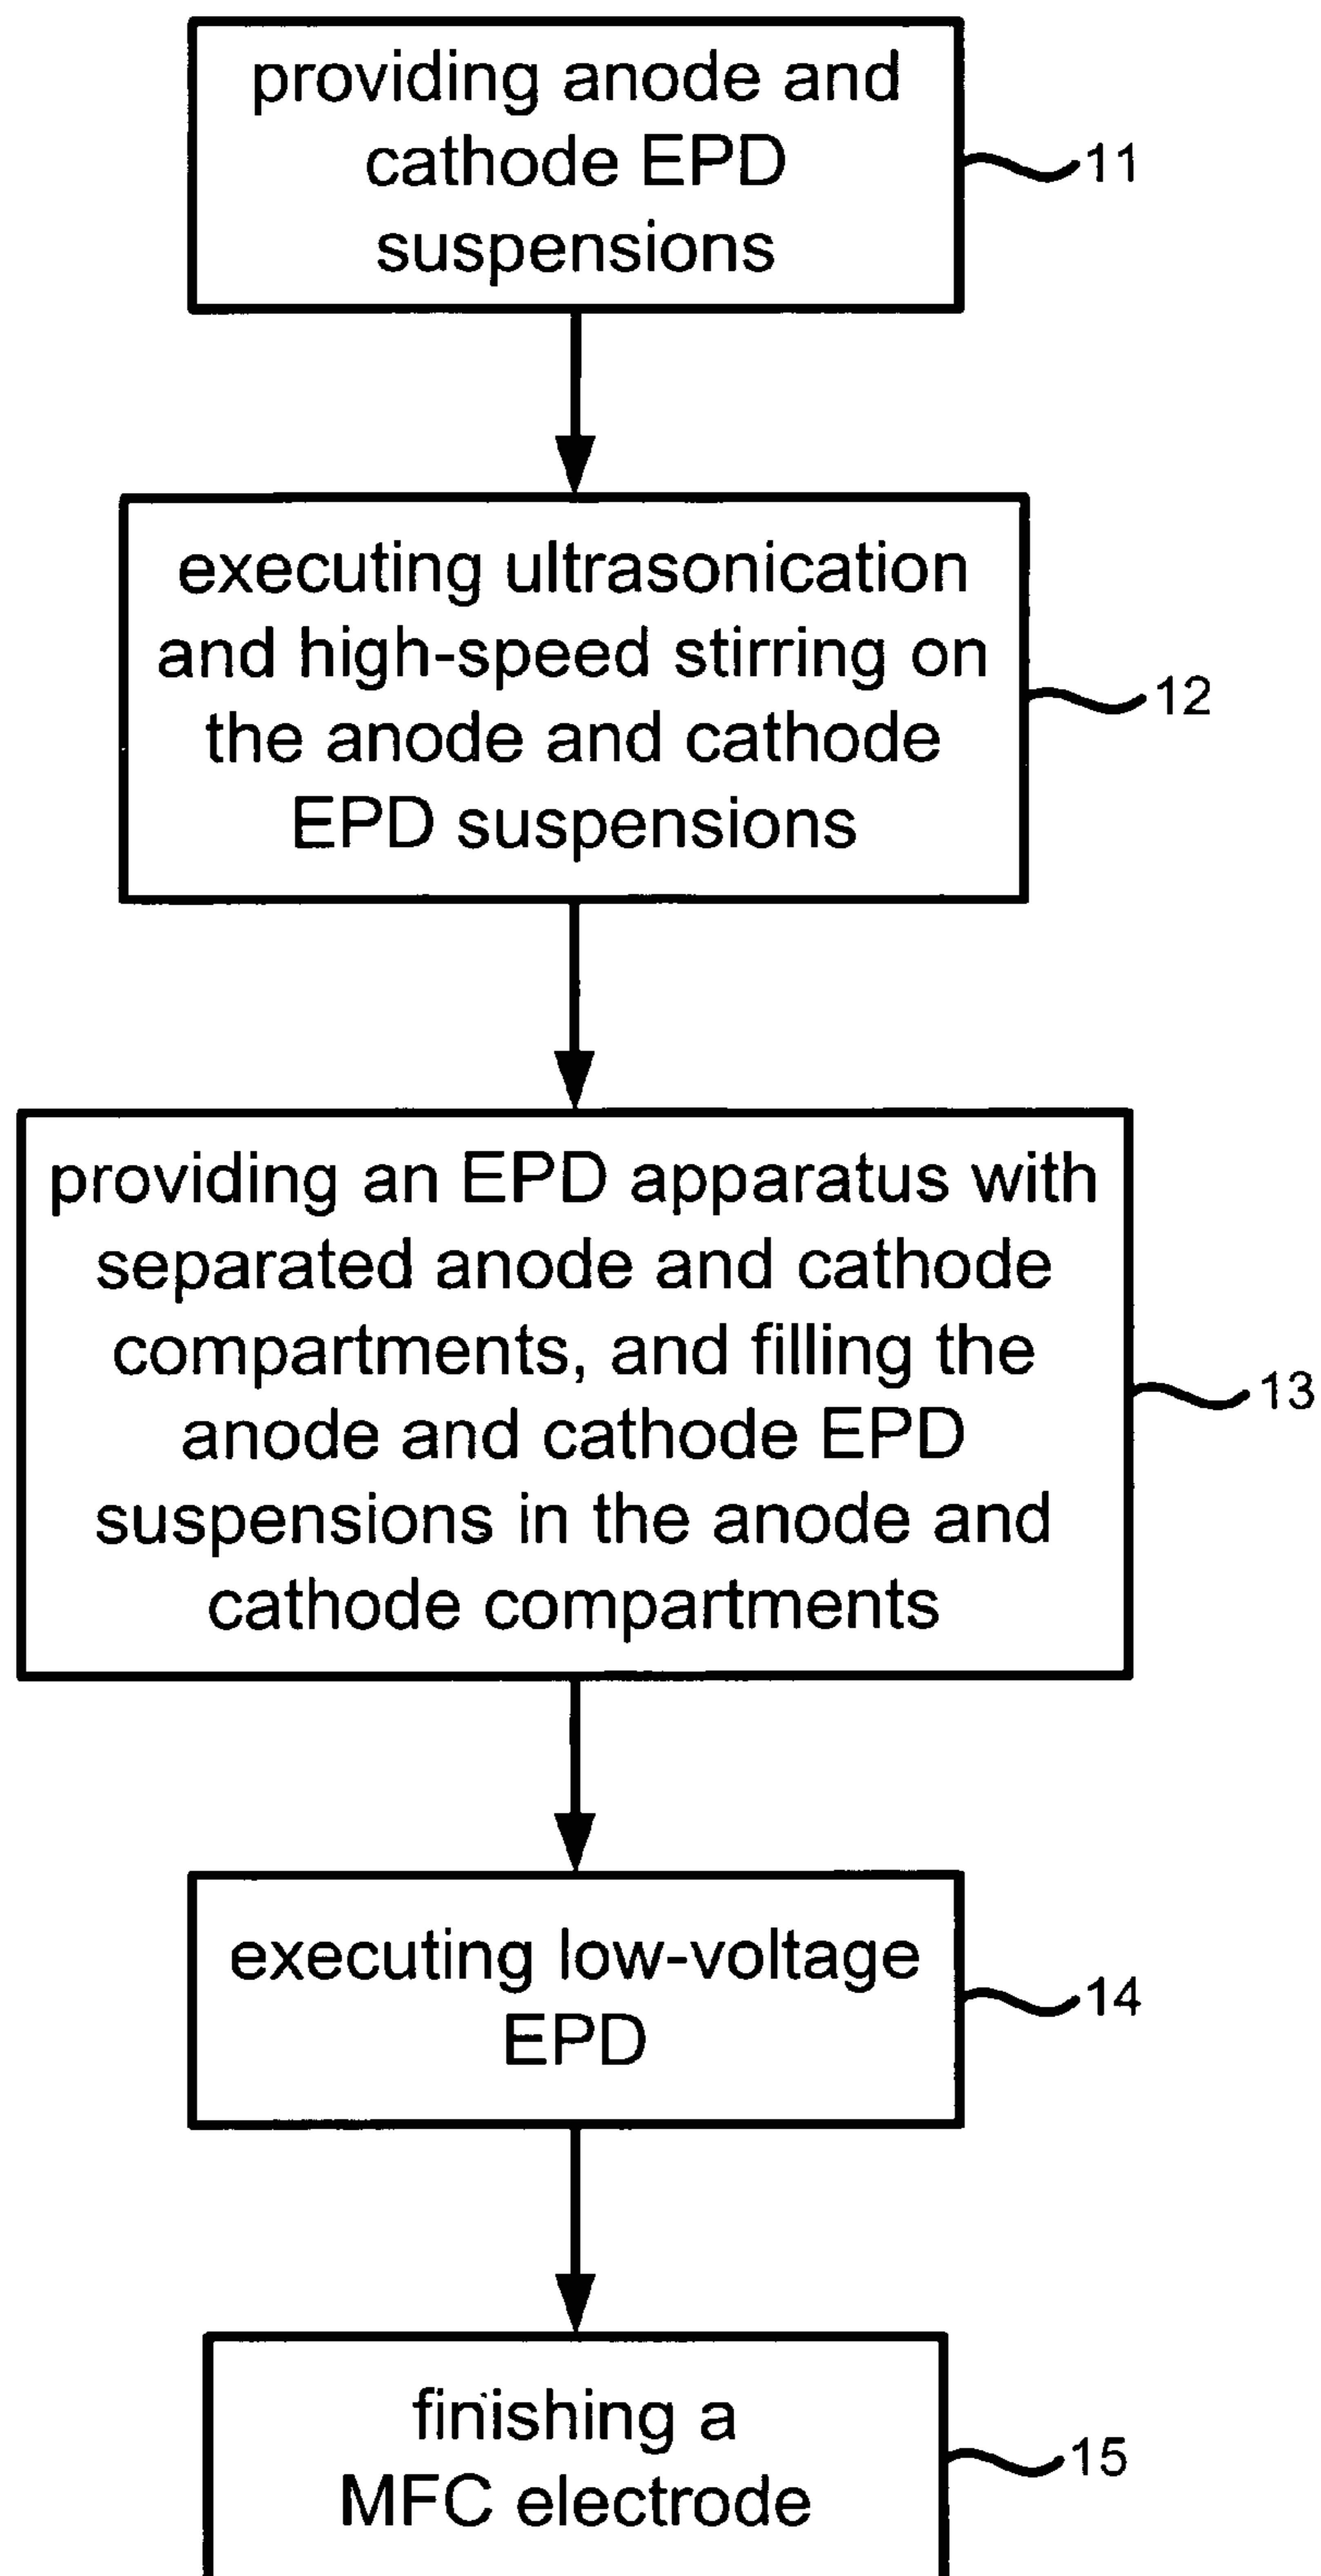 providing anode and
cathode EPD
suspensions
11
executing ultrasonication
and high-speed stirring on
the anode and cathode
EPD suspensions
12
providing an EPD apparatus with
separated anode and cathode
compartments, and filling the
anode and cathode EPD
suspensions in the anode and
cathode compartments
13
executing low-voltage
EPD
14
finishing a
MFC electrode
15